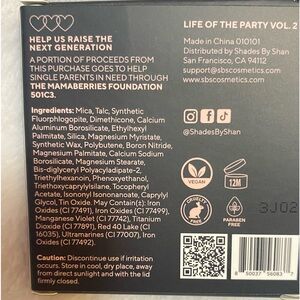 HELP US RAISE THE
NEXT GENERATION
A PORTION OF PROCEEDS FROM
THIS PURCHASE GOES TO HELP
SINGLE PARENTS IN NEED THROUGH
THE MAMABERRIES FOUNDATION
501C3.
Ingredients: Mica, Talc, Synthetic
Fluorphlogopite, Dimethicone, Calcium
Aluminum Borosilicate, Ethylhexyl
Palmitate, Silica, Magnesium Myristate,
Synthetic Wax, Polybutene, Boron Nitride,
Magnesium Palmitate, Calcium Sodium
Borosilicate, Magnesium Stearate,
Bis-diglyceryl Polyacyladipate-2,
Triethylhexanoin, Phenoxyethanol,
Triethoxycaprylylsilane, Tocopheryl
Acetate, Isononyl Isononanoate, Caprylyl
Glycol, Tin Oxide. May Contain(±): Iron
Oxides (CI 77491), Iron Oxides (CI 77499),
Manganese Violet (CI 77742), Titanium
Dioxide (CI 77891), Red 40 Lake (CI
16035), Ultramarines (CI 77007), Iron
Oxides (CI 77492).
Caution: Discontinue use if irritation
occurs. Store in cool, dry place, away
from direct sunlight and with the lid
firmly closed.
LIFE OF THE PARTY VOL. 2
Made in China 010101
Distributed by Shades By Shan
San Francisco, CA 94112
support@sbscosmetics.com
www.sbscosmetics.com
@ShadesByShan
VEGAN
12M
CRUELTY
FREE
PARABEN
FREE
3J02
8 50037 56083 2